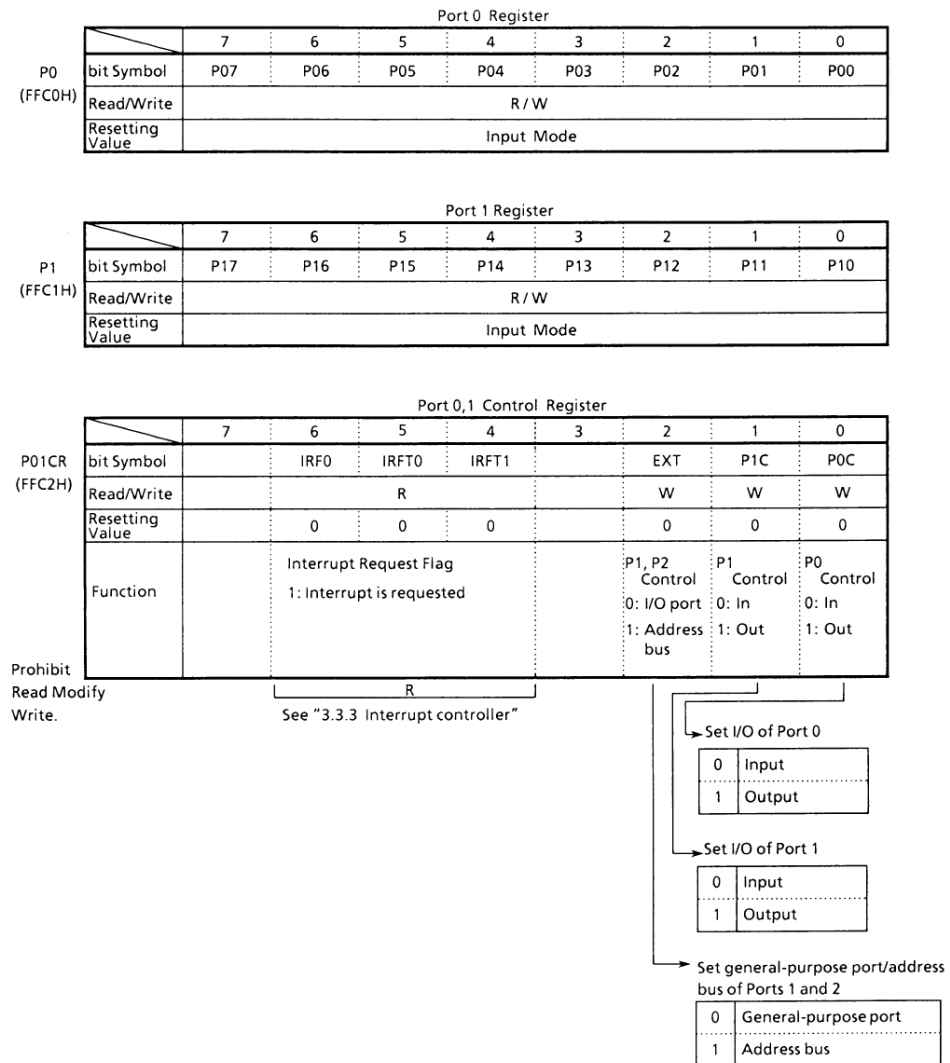 Port 0 Register
7 6 5 4 3 2 1 0
P0 bit Symbol P07 P06 P05 P04 P03 P02 P01 P00
(FFC0H) Read/Write R / W
Resetting Value Input Mode
Port 1 Register
7 6 5 4 3 2 1 0
P1 bit Symbol P17 P16 P15 P14 P13 P12 P11 P10
(FFC1H) Read/Write R / W
Resetting Value Input Mode
Port 0,1 Control Register
7 6 5 4 3 2 1 0
P01CR bit Symbol IRF0 IRFT0 IRFT1 EXT P1C P0C
(FFC2H) Read/Write R W W W
Resetting Value 0 0 0 0 0 0
Function
Interrupt Request Flag
1: Interrupt is requested
P1, P2
Control
0: I/O port
1: Address
bus
P1
Control
0: In
1: Out
P0
Control
0: In
1: Out
Prohibit
Read Modify
Write.
R
See "3.3.3 Interrupt controller"
Set I/O of Port 0
0 Input
1 Output
Set I/O of Port 1
0 Input
1 Output
Set general-purpose port/address
bus of Ports 1 and 2
0 General-purpose port
1 Address bus